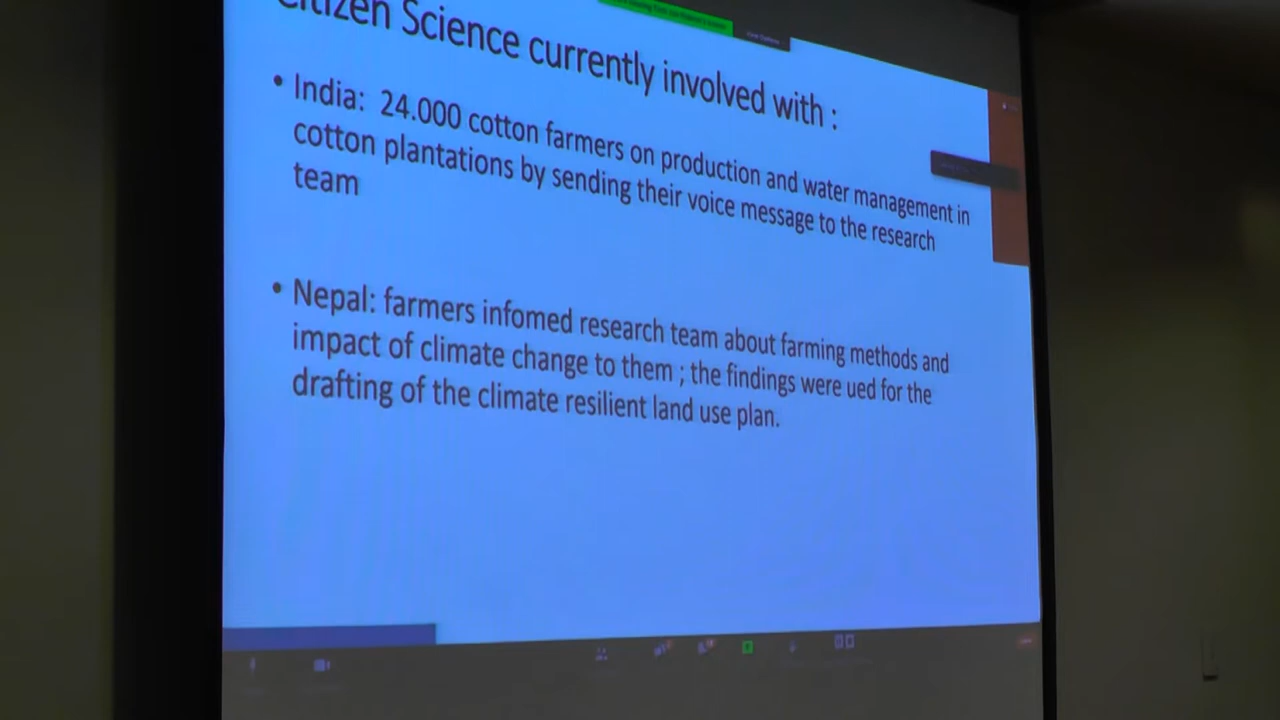 Citizen Science currently involved with :
• India: 24.000 cotton farmers on production and water management in
cotton plantations by sending their voice message to the research
team
• Nepal: farmers infomed research team about farming methods and
impact of climate change to them ; the findings were ued for the
drafting of the climate resilient land use plan.